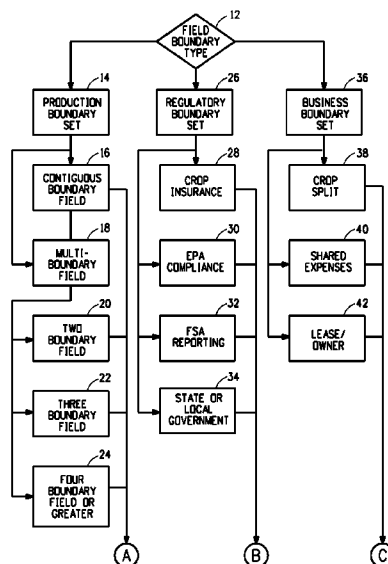 12
FIELD
BOUNDARY
TYPE
14
PRODUCTION
BOUNDARY
SET
26
REGULATORY
BOUNDARY
SET
36
BUSINESS
BOUNDARY SET
16
CONTIGUOUS
BOUNDARY
FIELD
28
CROP
INSURANCE
38
CROP
SPLIT
18
MULTI-
BOUNDARY
FIELD
30
EPA
COMPLIANCE
40
SHARED
EXPENSES
20
TWO
BOUNDARY
FIELD
32
FSA
REPORTING
42
LEASE/
OWNER
22
THREE
BOUNDARY
FIELD
34
STATE OR
LOCAL
GOVERNMENT
24
FOUR
BOUNDARY
FIELD OR
GREATER
A
B
C